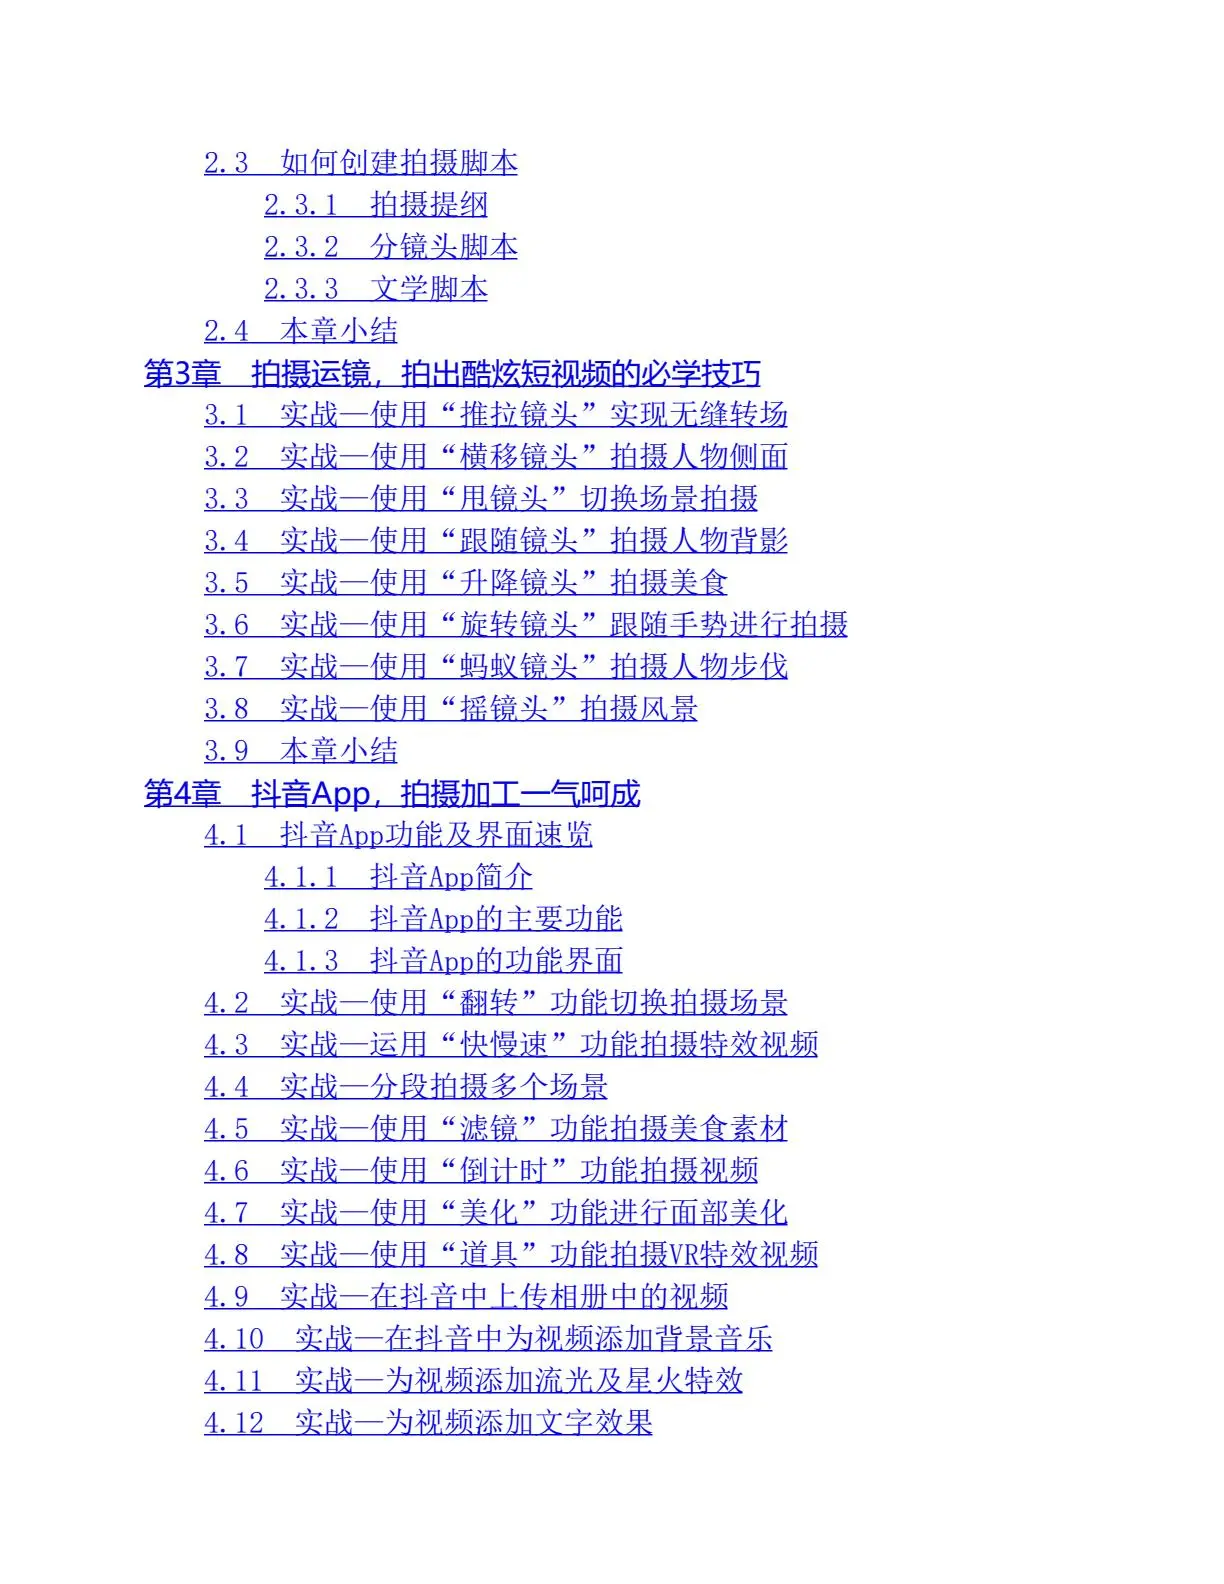 2.3　如何创建拍摄脚本
2.3.1　拍摄提纲
2.3.2　分镜头脚本
2.3.3　文学脚本
2.4　本章小结
第3章　拍摄运镜，拍出酷炫短视频的必学技巧
3.1　实战—使用“推拉镜头”实现无缝转场
3.2　实战—使用“横移镜头”拍摄人物侧面
3.3　实战—使用“甩镜头”切换场景拍摄
3.4　实战—使用“跟随镜头”拍摄人物背影
3.5　实战—使用“升降镜头”拍摄美食
3.6　实战—使用“旋转镜头”跟随手势进行拍摄
3.7　实战—使用“蚂蚁镜头”拍摄人物步伐
3.8　实战—使用“摇镜头”拍摄风景
3.9　本章小结
第4章　抖音App，拍摄加工一气呵成
4.1　抖音App功能及界面速览
4.1.1　抖音App简介
4.1.2　抖音App的主要功能
4.1.3　抖音App的功能界面
4.2　实战—使用“翻转”功能切换拍摄场景
4.3　实战—运用“快慢速”功能拍摄特效视频
4.4　实战—分段拍摄多个场景
4.5　实战—使用“滤镜”功能拍摄美食素材
4.6　实战—使用“倒计时”功能拍摄视频
4.7　实战—使用“美化”功能进行面部美化
4.8　实战—使用“道具”功能拍摄VR特效视频
4.9　实战—在抖音中上传相册中的视频
4.10　实战—在抖音中为视频添加背景音乐
4.11　实战—为视频添加流光及星火特效
4.12　实战—为视频添加文字效果